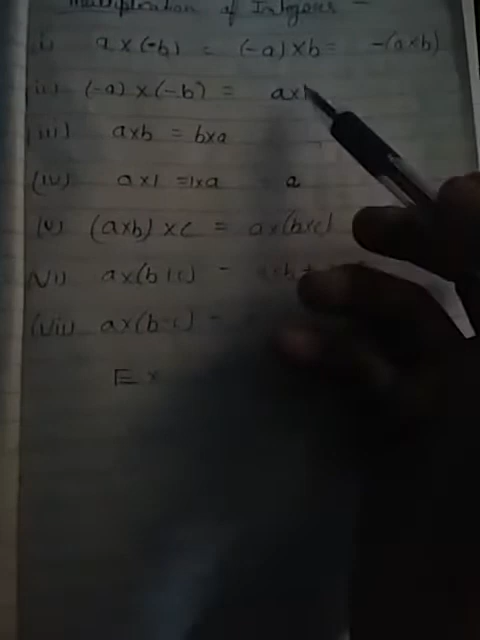 Multiplication of Integers -
i) a×(-b) = (-a)×b = -(a×b)
ii) (-a)×(-b) = a×b
iii) a×b = b×a
(iv) a×1 = 1×a a
(v) (a×b)×c = a×(b×c)
(vi) a×(b+c) = a×b +
(vii) a×(b-c) =
Ex